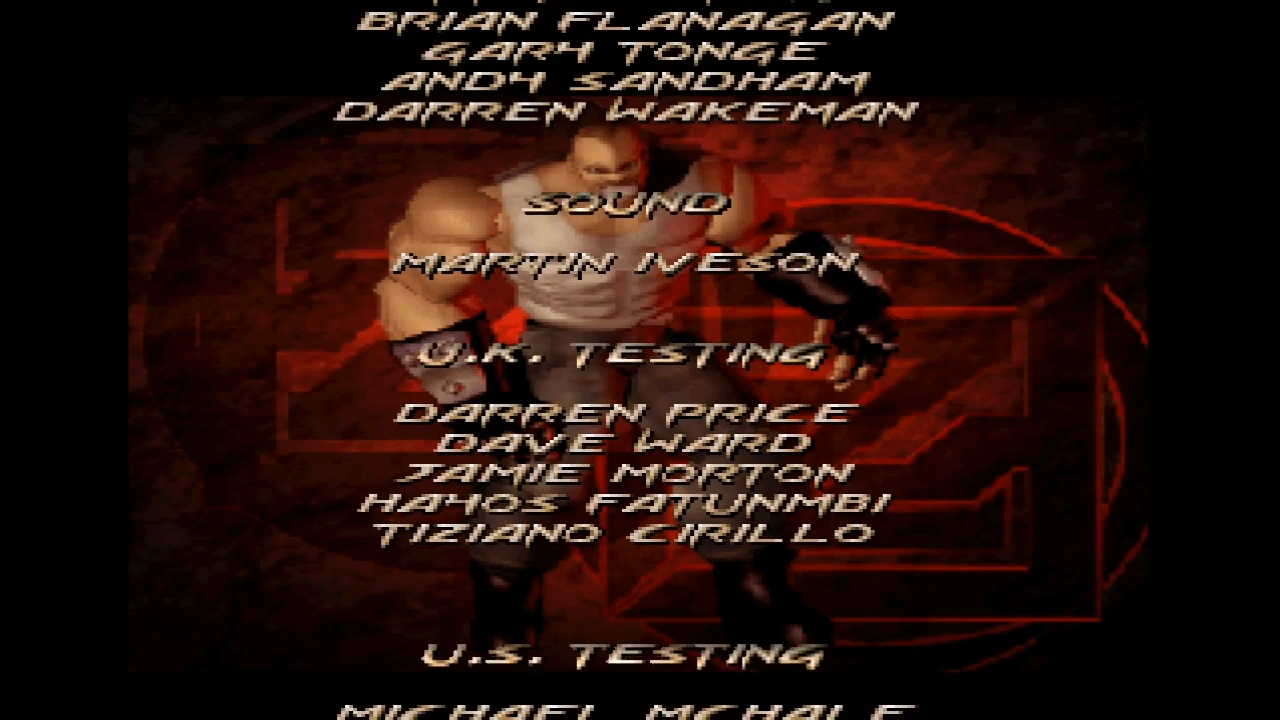 BRIAN FLANAGAN
GARY TONGE
ANDY SANDHAM
DARREN WAKEMAN
SOUND
MARTIN IVESON
U.K. TESTING
DARREN PRICE
DAVE WARD
JAMIE MORTON
HAYOS FATUNMBI
TIZIANO CIRILLO
U.S. TESTING
MICHAEL MCHALE